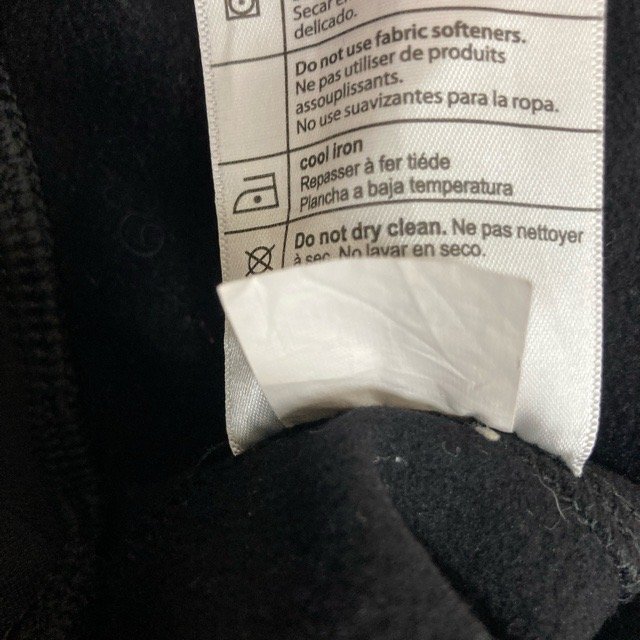 Secar en
delicado.
Do not use fabric softeners.
Ne pas utiliser de produits
assouplissants.
No use suavizantes para la ropa.
cool iron
Repasser à fer tiéde
Plancha a baja temperatura
Do not dry clean. Ne pas nettoyer
à sec. No lavar en seco.